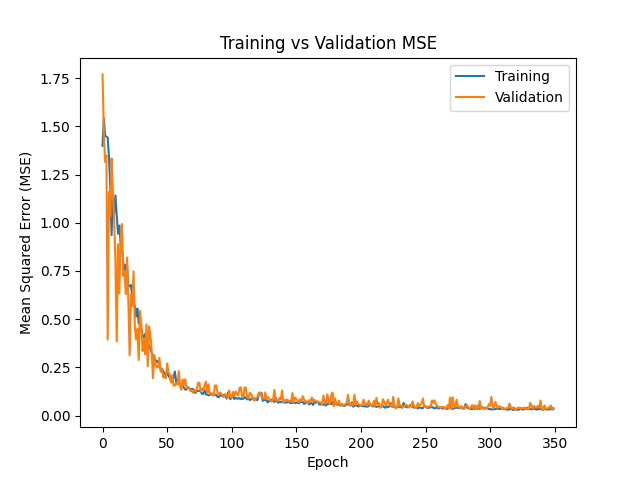 Training vs Validation MSE
Training
Validation
Mean Squared Error (MSE)
1.75
1.50
1.25
1.00
0.75
0.50
0.25
0.00
0 50 100 150 200 250 300 350
Epoch